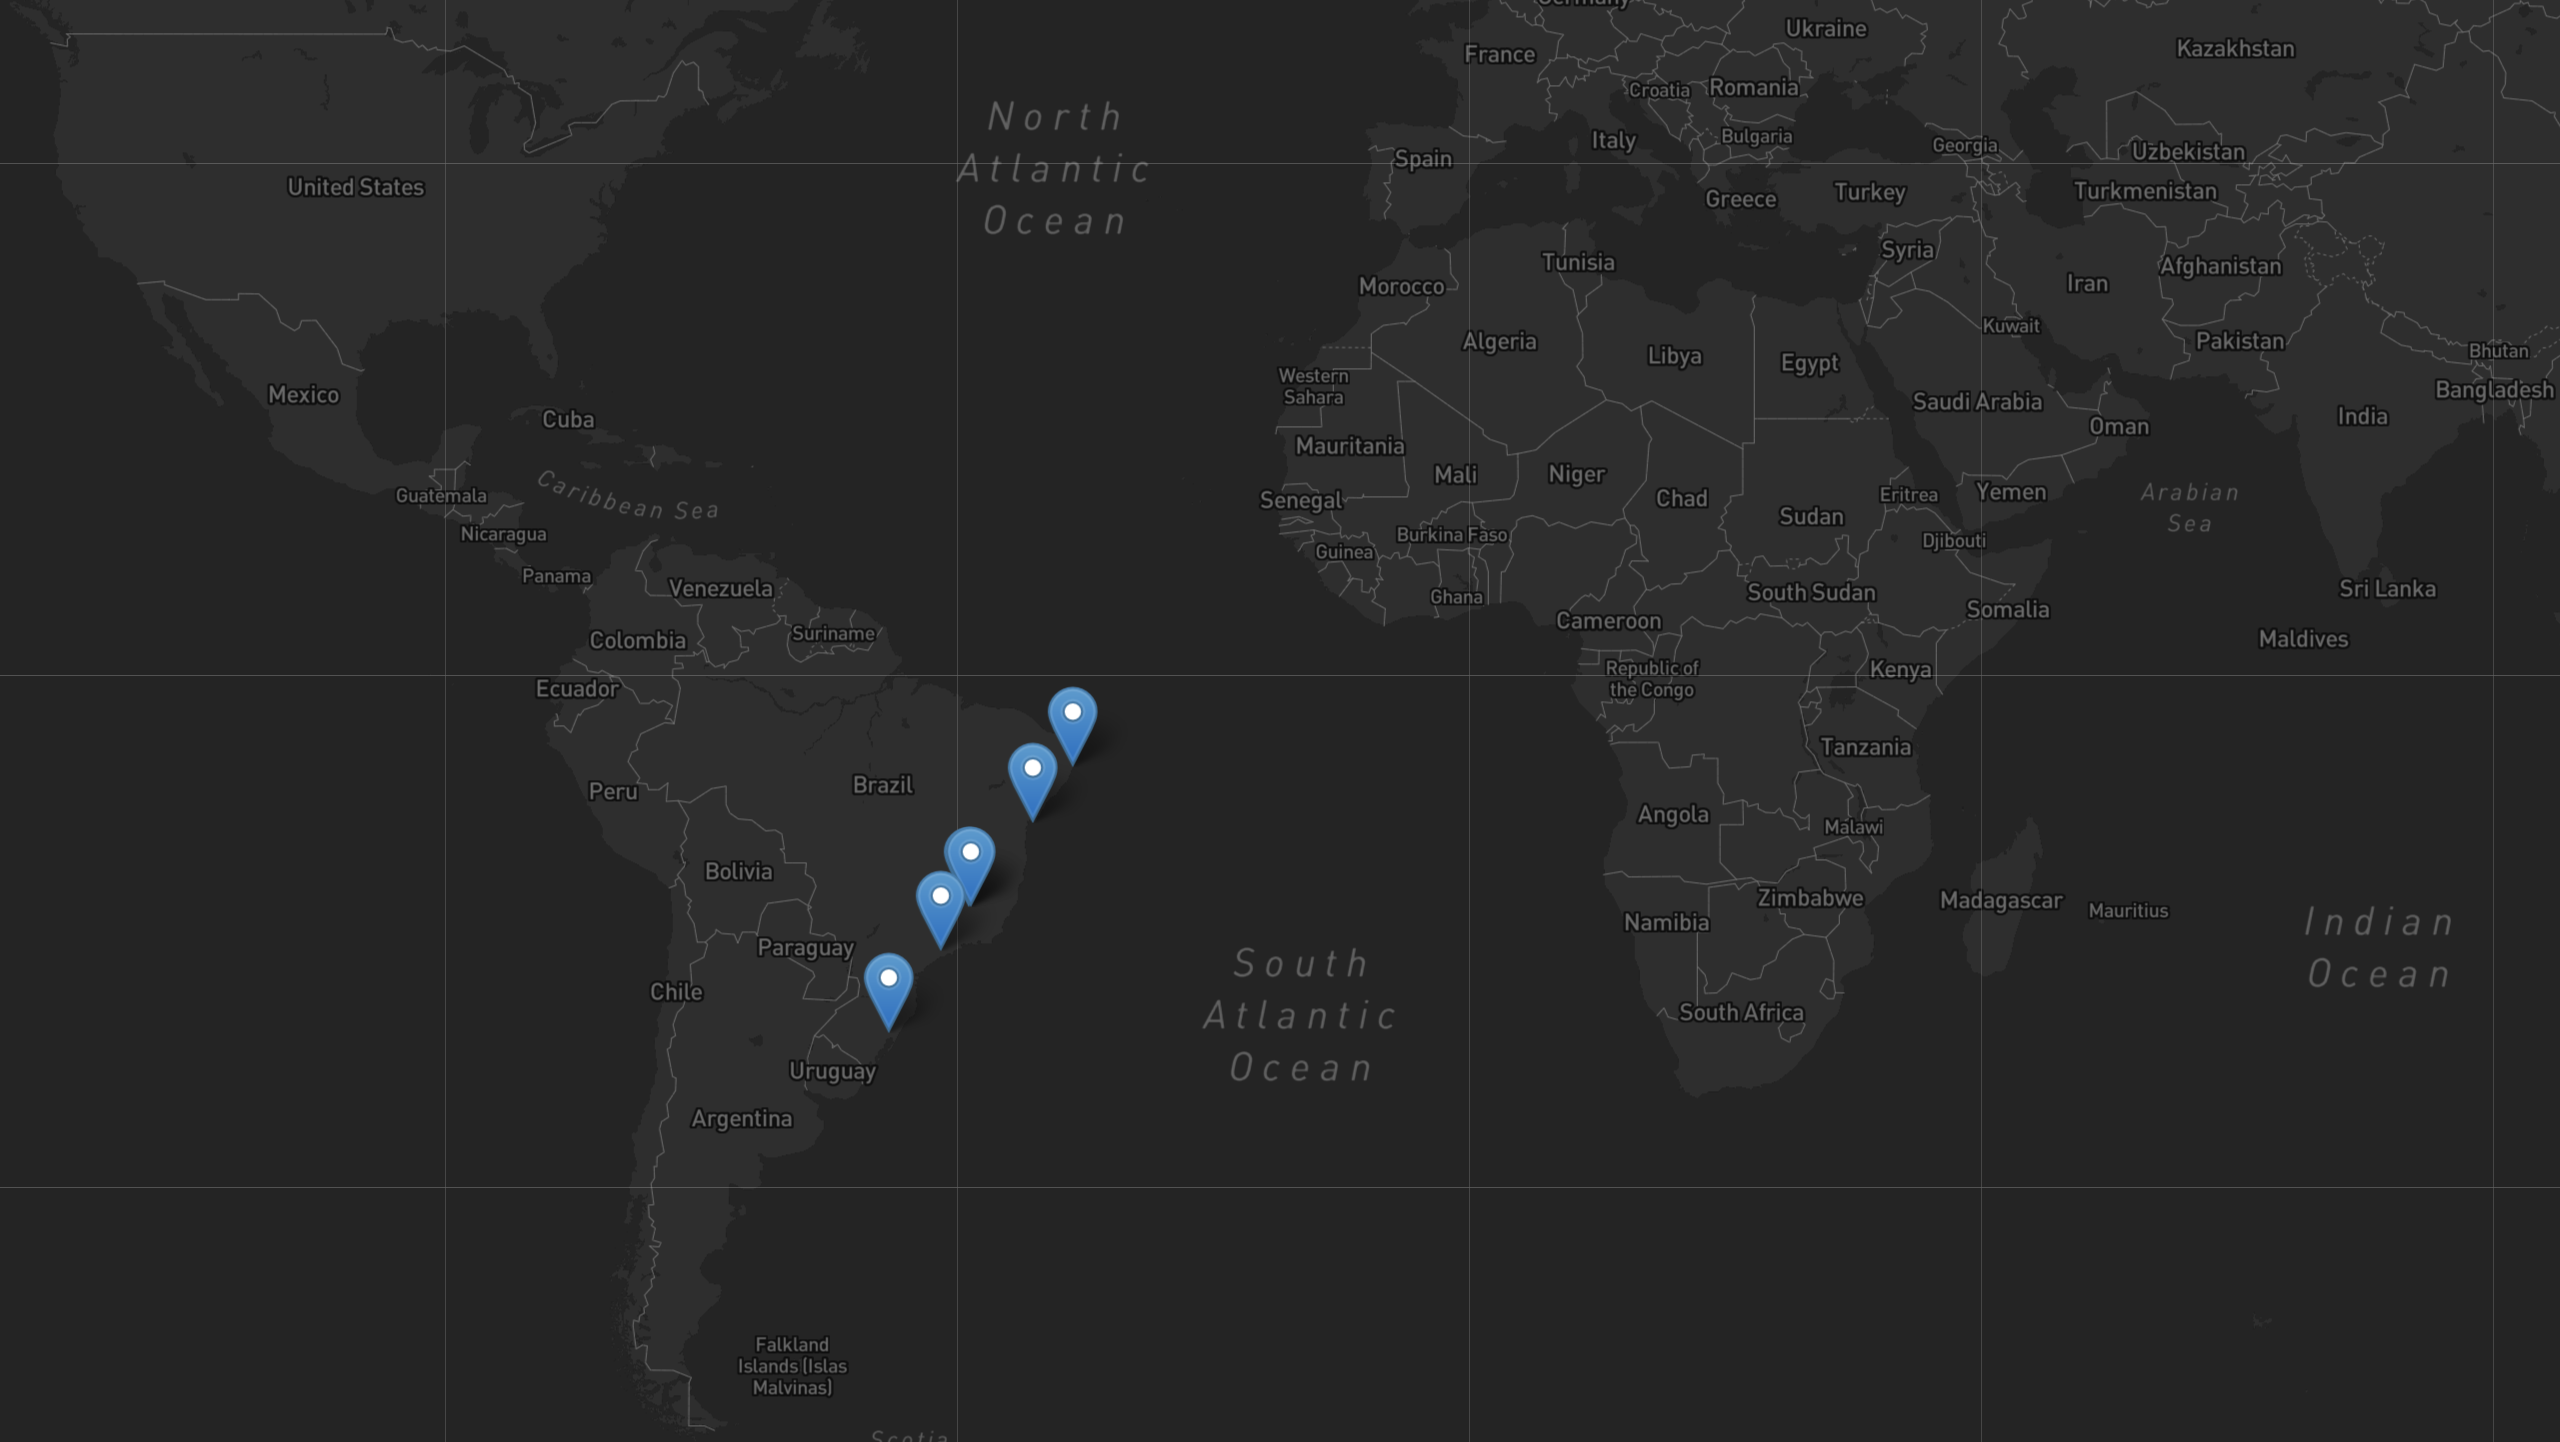 Germany
Ukraine
France
Kazakhstan
Croatia
Romania
North
Atlantic
Ocean
Italy
Bulgaria
Spain
Georgia
Uzbekistan
United States
Greece
Turkey
Turkmenistan
Tunisia
Syria
Afghanistan
Morocco
Iran
Kuwait
Algeria
Libya
Egypt
Pakistan
Bhutan
Western
Sahara
Mexico
Cuba
Saudi Arabia
Oman
India
Bangladesh
Mauritania
Mali
Niger
Chad
Guatemala
Caribbean Sea
Senegal
Eritrea
Yemen
Arabian
Sea
Nicaragua
Burkina Faso
Sudan
Guinea
Djibouti
Panama
Venezuela
Ghana
South Sudan
Sri Lanka
Colombia
Suriname
Cameroon
Somalia
Maldives
Ecuador
Republic of
the Congo
Kenya
Tanzania
Peru
Brazil
Angola
Malawi
Bolivia
Zimbabwe
Madagascar
Mauritius
Namibia
Indian
Ocean
Paraguay
South
Atlantic
Ocean
Chile
South Africa
Uruguay
Argentina
Falkland
Islands (Islas
Malvinas)
Scotia